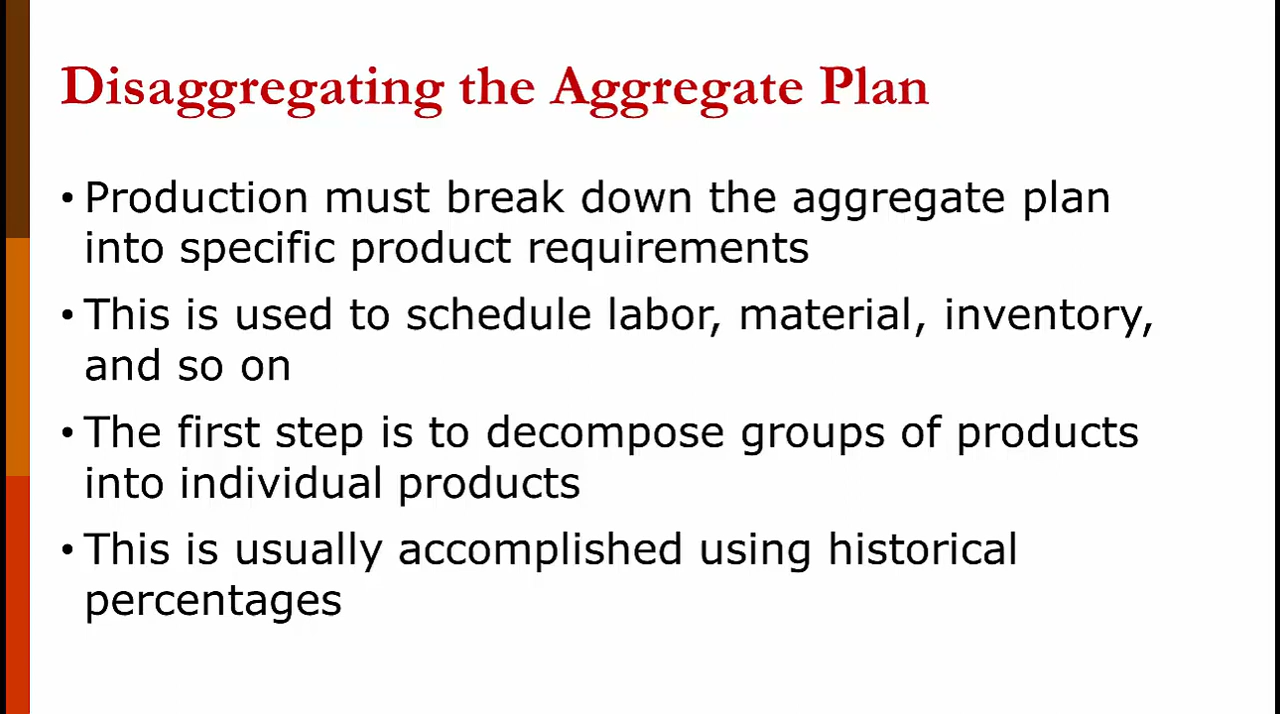 Disaggregating the Aggregate Plan
• Production must break down the aggregate plan
into specific product requirements
• This is used to schedule labor, material, inventory,
and so on
• The first step is to decompose groups of products
into individual products
• This is usually accomplished using historical
percentages